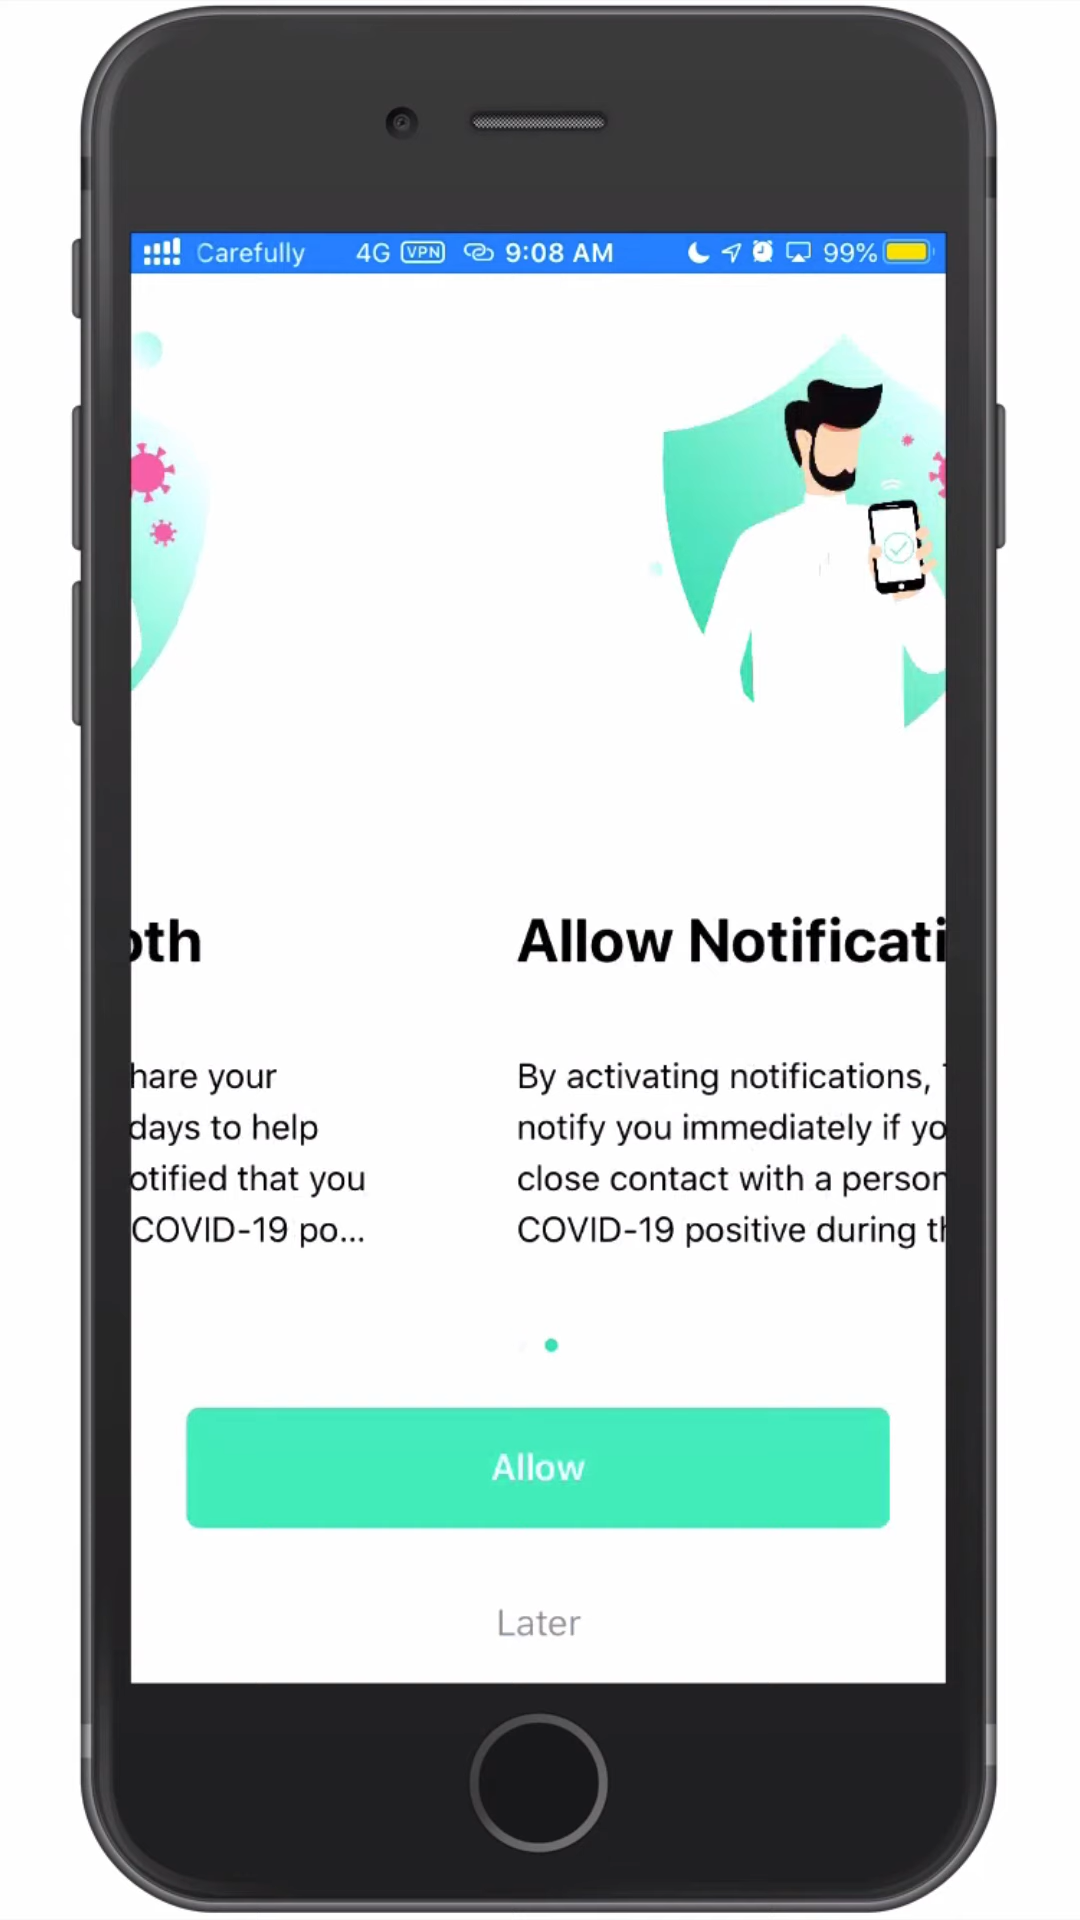 Carefully 4G VPN 9:08 AM 99%
oth
Allow Notificati
hare your
days to help
otified that you
COVID-19 po...
By activating notifications,
notify you immediately if yo
close contact with a person
COVID-19 positive during th
Allow
Later